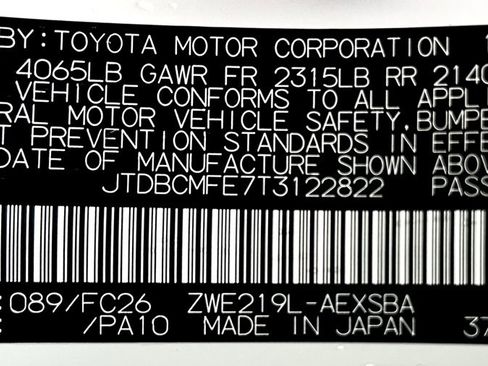 BY: TOYOTA MOTOR CORPORATION
4065LB GAWR FR 2315LB RR 2140
VEHICLE CONFORMS TO ALL APPLI
RAL MOTOR VEHICLE SAFETY, BUMPE
T PREVENTION STANDARDS IN EFFE
DATE OF MANUFACTURE SHOWN ABOV
JTDBCMFE7T3122822 PASS
:089/FC26 ZWE219L-AEXSBA
: /PA10 MADE IN JAPAN 37